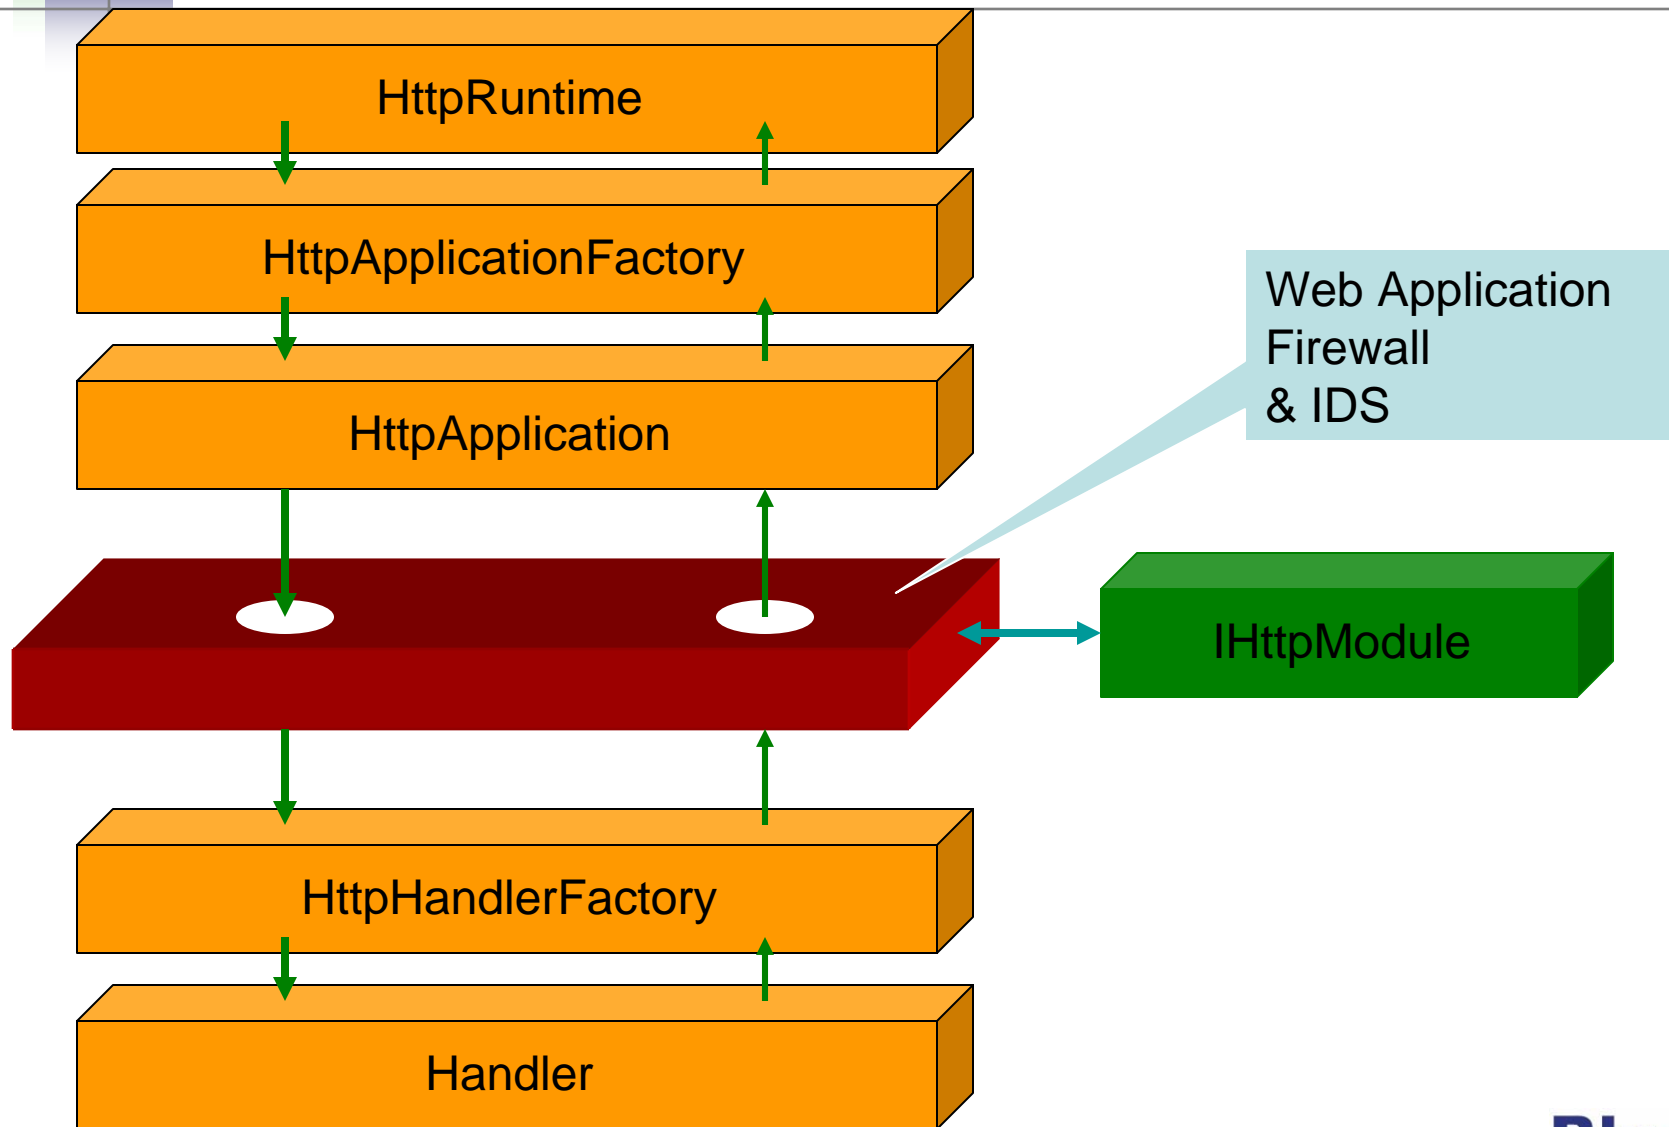 HttpRuntime
HttpApplicationFactory
HttpApplication
Web Application
Firewall
& IDS
IHttpModule
HttpHandlerFactory
Handler